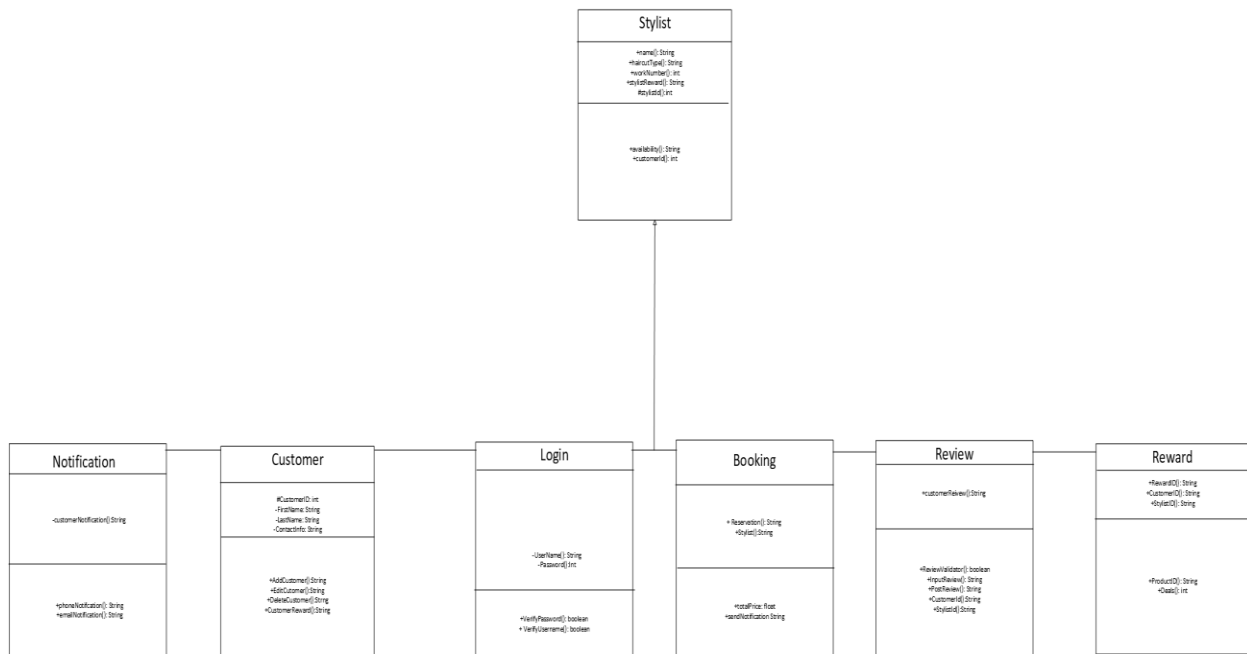 Stylist
+name(): String
+haircutType(): String
+workNumber(): int
+stylistReward(): String
#stylistId():int
+availability(): String
+customerId(): int
Notification
-customerNotification():String
+phoneNotifcation(): String
+emailNotification(): String
Customer
#CustomerID: int
-FirstName: String
-LastName: String
-ContactInfo: String
+AddCustomer():String
+EditCutomer():String
+DeleteCustomer():String
+CustomerReward():String
Login
-UserName(): String
-Password():Int
+VerifyPassword(): boolean
+ VerifyUsername(): boolean
Booking
+ Reservation(): String
+Stylist():String
+totalPrice: float
+sendNotification String
Review
+customerReivew():String
+ReviewValidator(): boolean
+InputReview(): String
+PostReview(): String
+CustomerId():String
+StylistId():String
Reward
+RewardID(): String
+CustomerID(): String
+StylistID(): String
+ProductID(): String
+Deals(): int